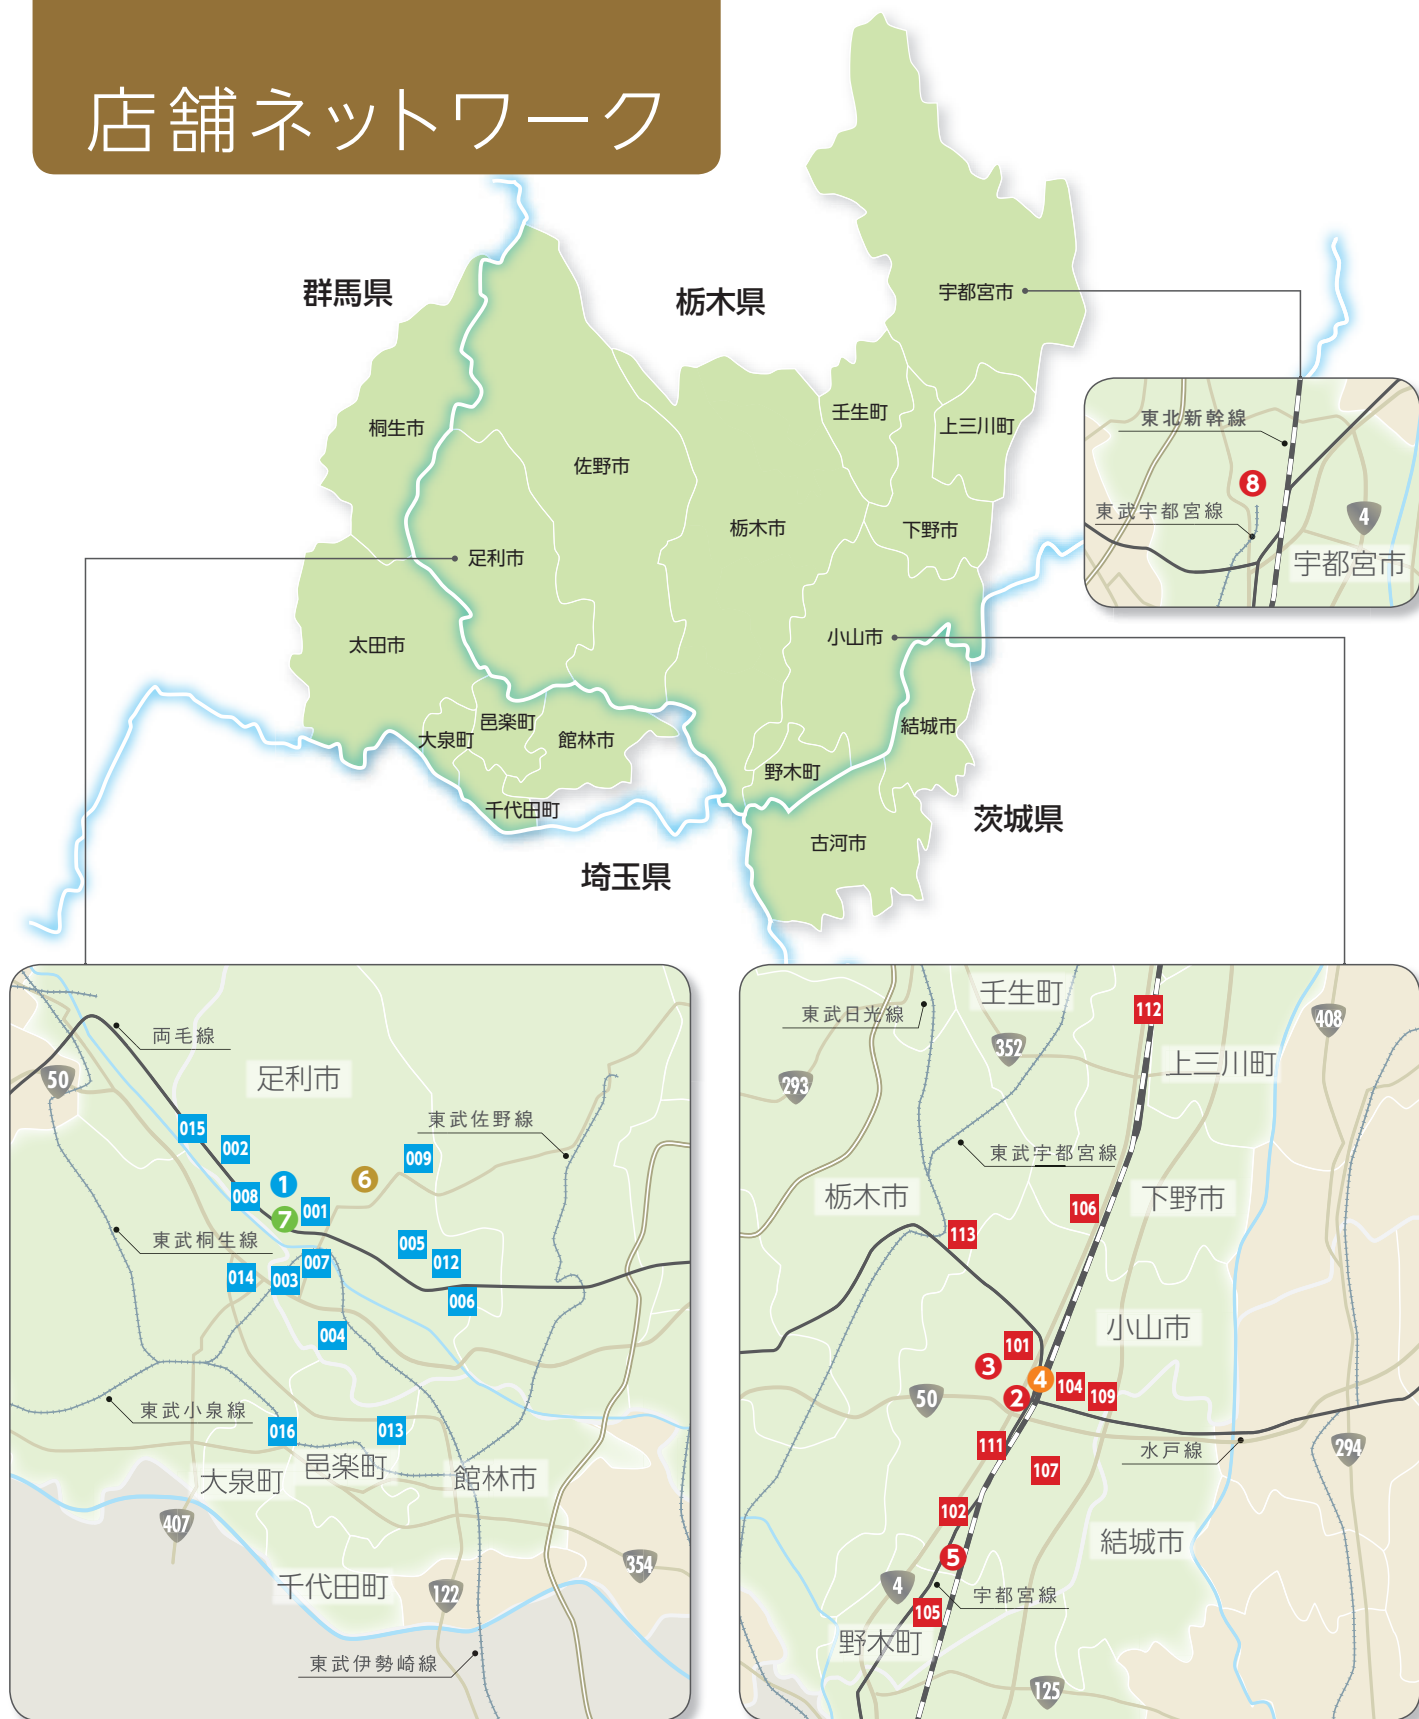 店舗ネットワーク
群馬県
栃木県
宇都宮市
桐生市
佐野市
壬生町
上三川町
栃木市
下野市
足利市
太田市
小山市
邑楽町
大泉町
館林市
結城市
野木町
千代田町
古河市
茨城県
埼玉県
東北新幹線
8
東武宇都宮線
4
宇都宮市
両毛線
50
足利市
東武佐野線
015
002
009
1
6
008
001
7
東武桐生線
005
007
012
014
003
006
004
東武小泉線
016
013
大泉町
邑楽町
館林市
407
千代田町
122
354
東武伊勢崎線
壬生町
東武日光線
112
408
352
上三川町
293
東武宇都宮線
栃木市
下野市
106
113
小山市
101
3
4
104
109
50
2
111
水戸線
294
107
102
結城市
5
4
宇都宮線
105
野木町
125